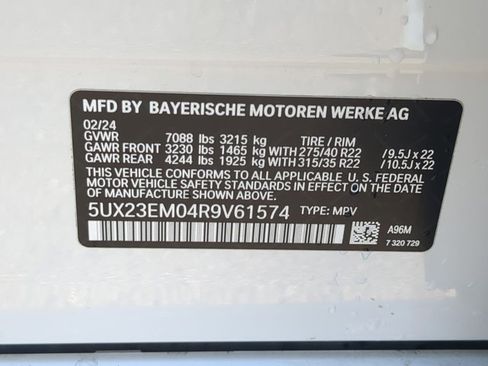 MFD BY BAYERISCHE MOTOREN WERKE AG
02/24
GVWR 7088 lbs 3215 kg TIRE / RIM
GAWR FRONT 3230 lbs 1465 kg WITH 275/40 R22 / 9.5J x 22
GAWR REAR 4244 lbs 1925 kg WITH 315/35 R22 / 10.5J x 22
THIS VEHICLE CONFORMS TO ALL APPLICABLE U. S. FEDERAL
MOTOR VEHICLE SAFETY STANDARDS IN EFFECT ON THE DATE
OF MANUFACTURE SHOWN ABOVE.
5UX23EM04R9V61574 TYPE: MPV
A96M
7 320 729